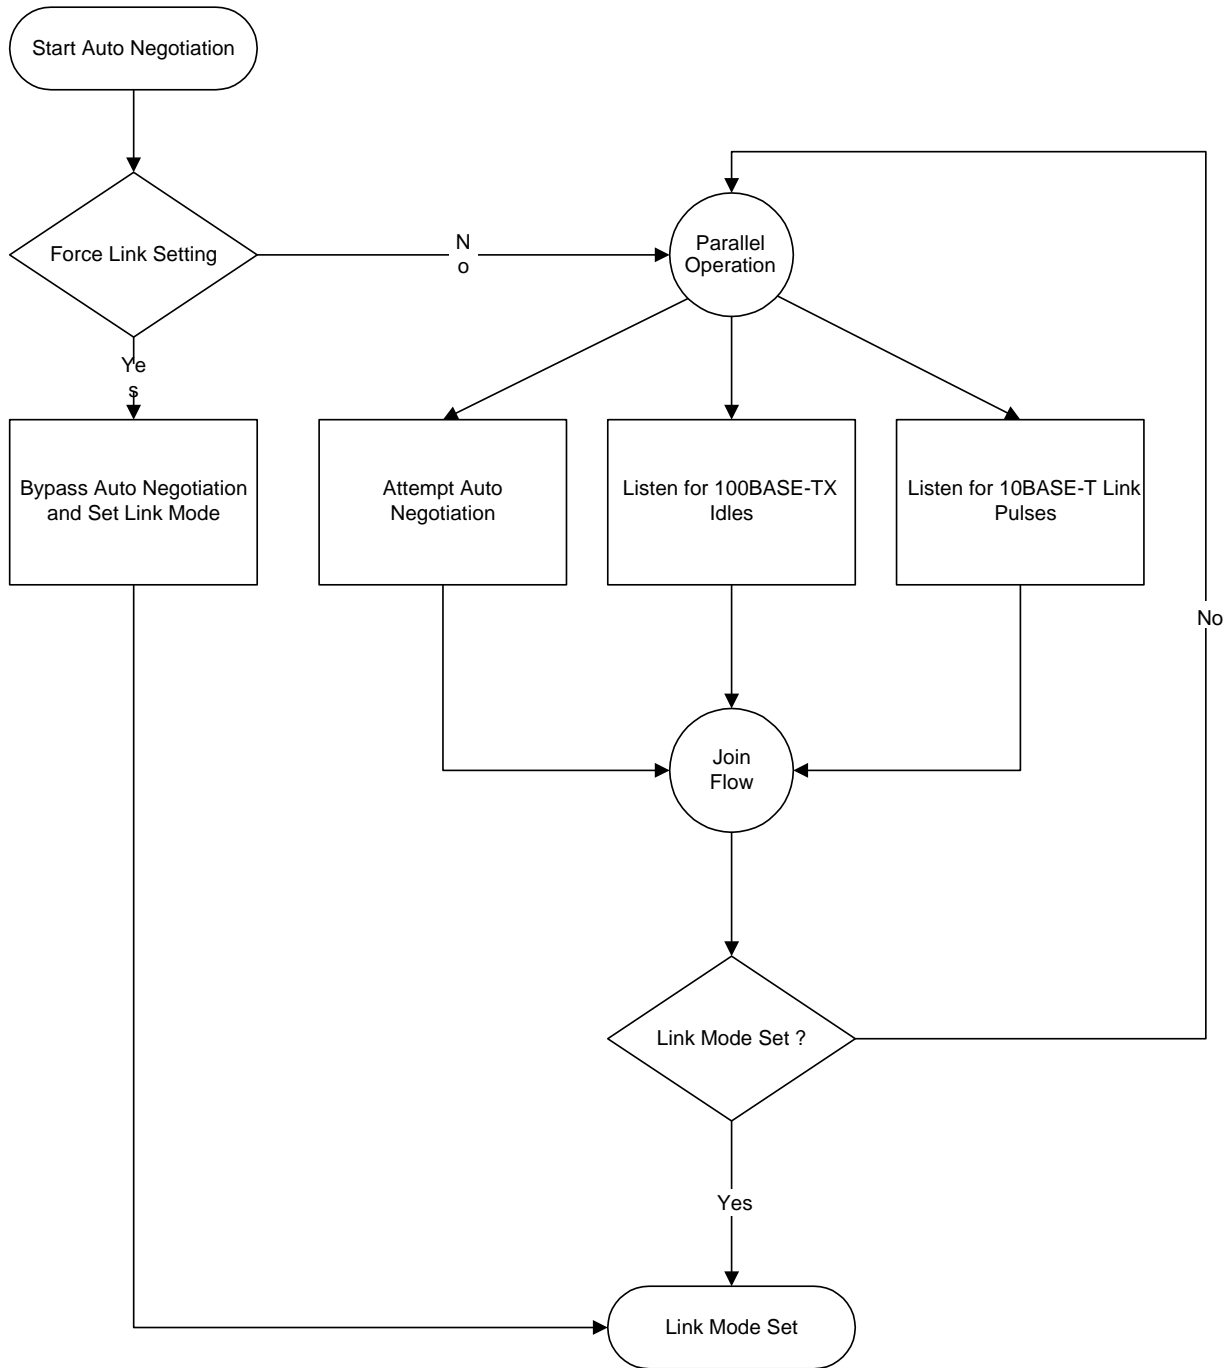 Start Auto Negotiation
Force Link Setting
N
o
Parallel
Operation
Ye
s
Bypass Auto Negotiation
and Set Link Mode
Attempt Auto
Negotiation
Listen for 100BASE-TX
Idles
Listen for 10BASE-T Link
Pulses
No
Join
Flow
Link Mode Set ?
Yes
Link Mode Set